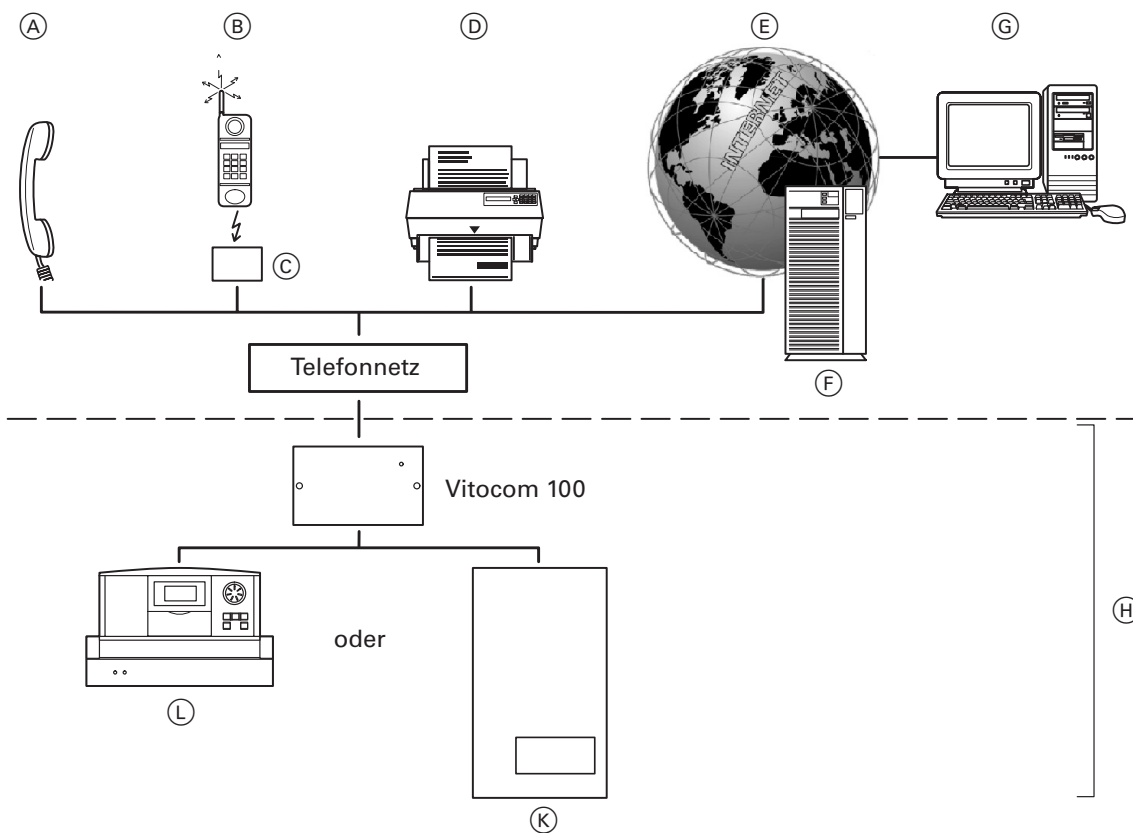 A B D E G
INTERNET
C
Telefonnetz
F
Vitocom 100
H
oder
L
K